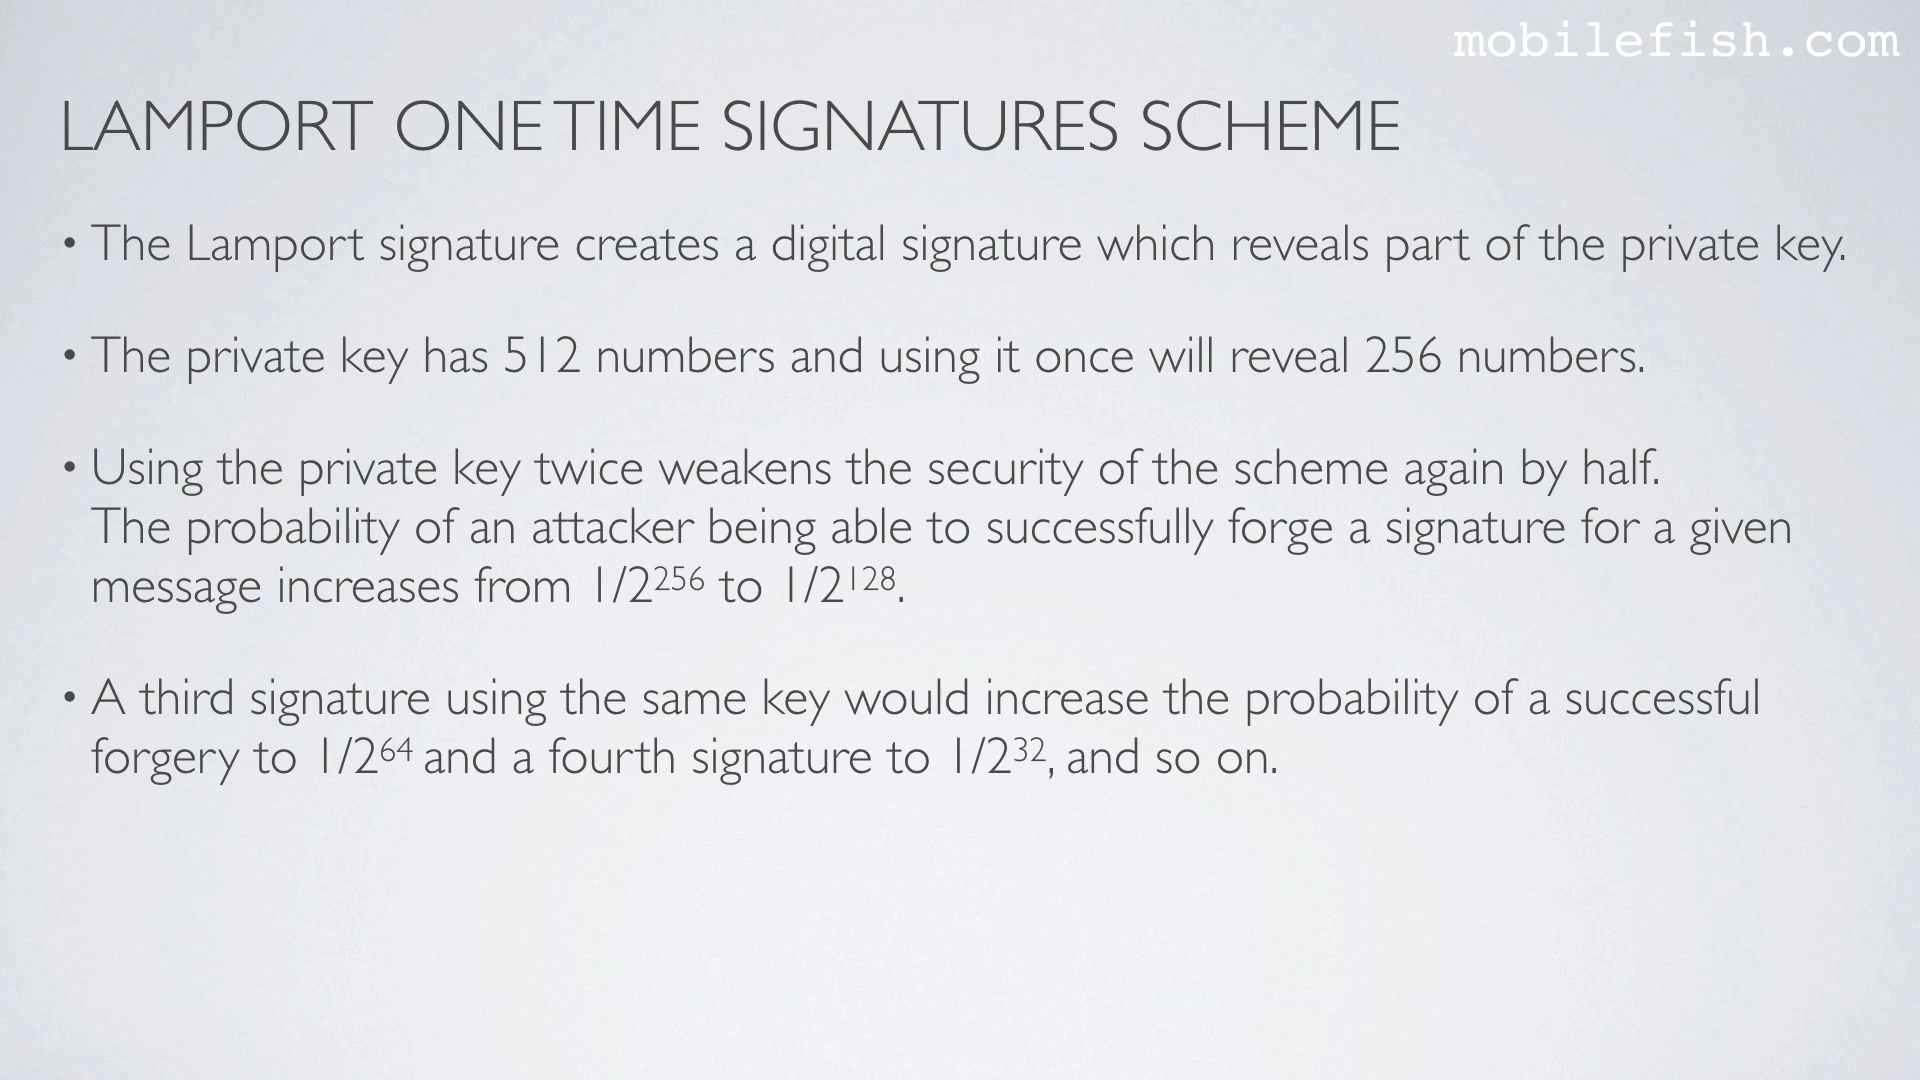 mobilefish.com
LAMPORT ONE TIME SIGNATURES SCHEME
• The Lamport signature creates a digital signature which reveals part of the private key.
• The private key has 512 numbers and using it once will reveal 256 numbers.
• Using the private key twice weakens the security of the scheme again by half.
The probability of an attacker being able to successfully forge a signature for a given
message increases from 1/2²⁵⁶ to 1/2¹²⁸.
• A third signature using the same key would increase the probability of a successful
forgery to 1/2⁶⁴ and a fourth signature to 1/2³², and so on.